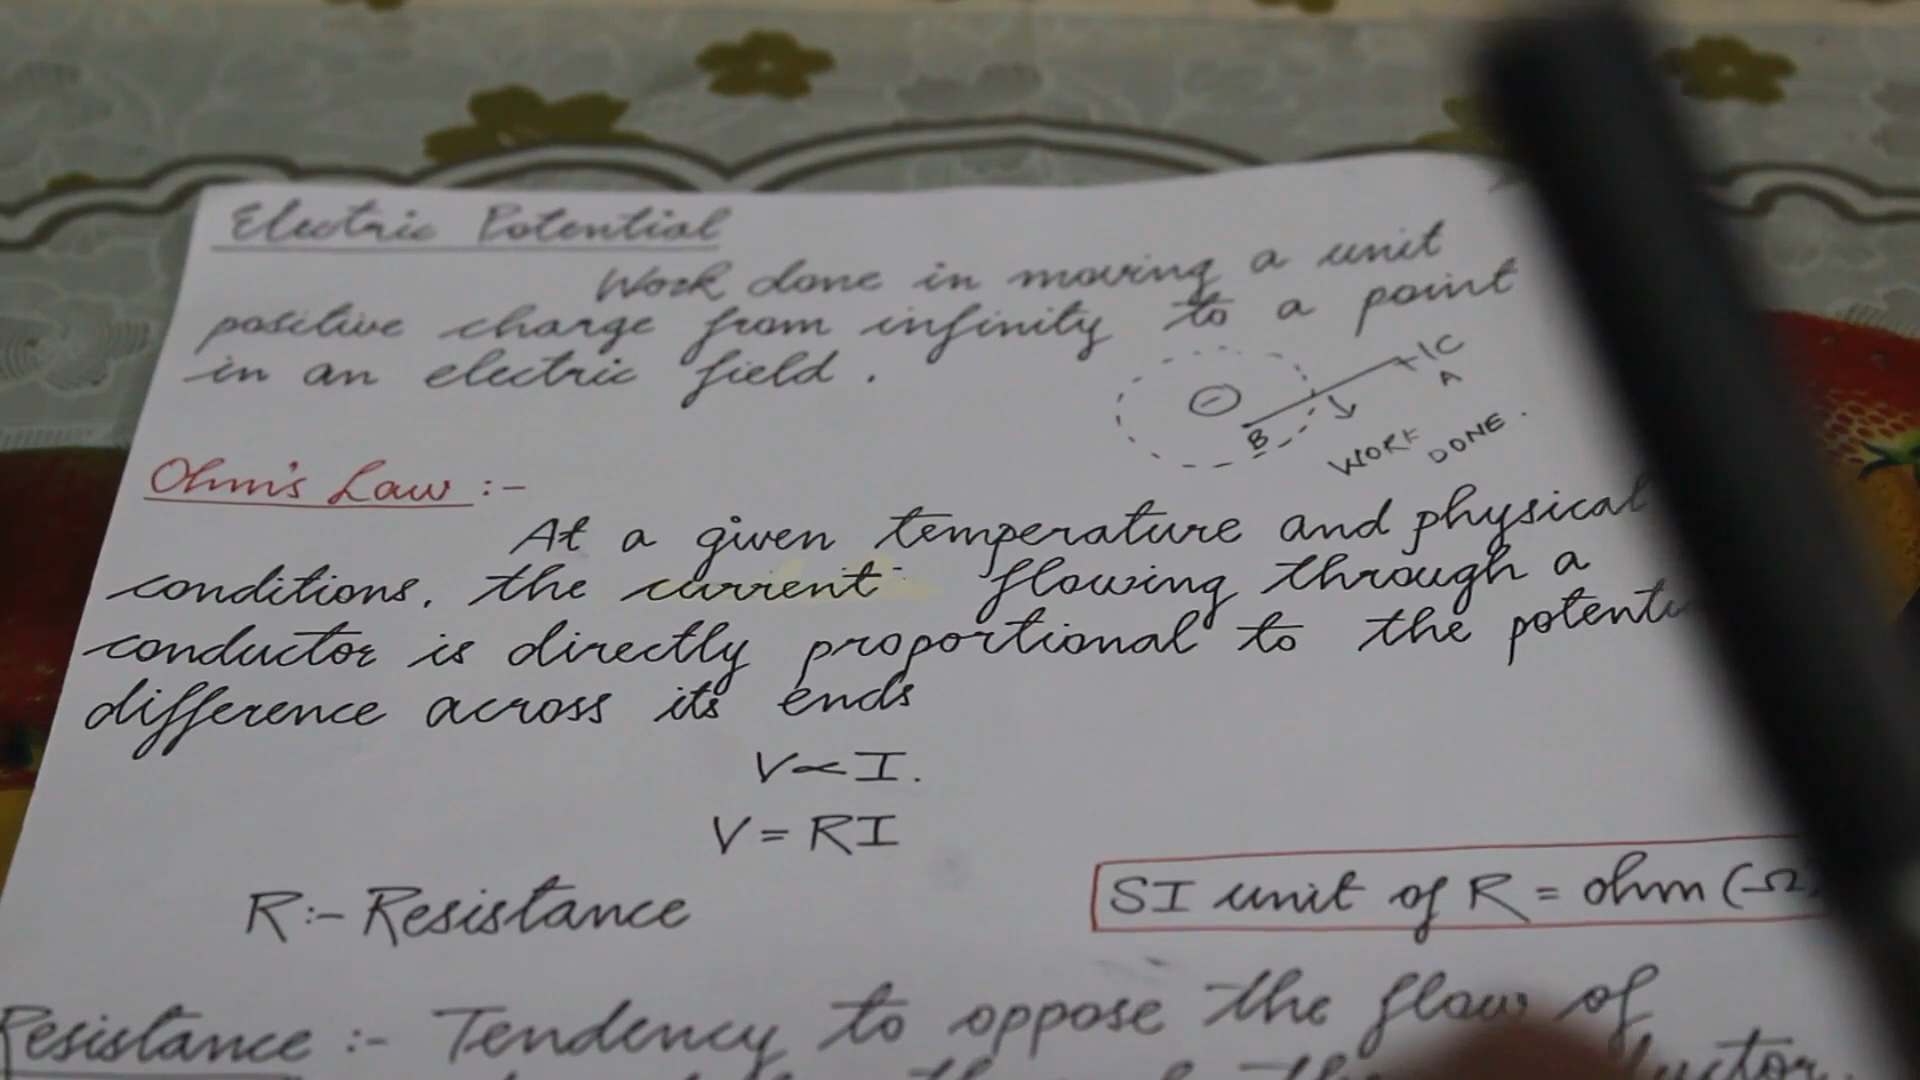 Electric Potential
Work done in moving a unit
positive charge from infinity to a point
in an electric field.
1C
A
B
WORK DONE.
Ohm's Law :-
At a given temperature and physical
conditions, the current flowing through a
conductor is directly proportional to the
difference across its ends
V∝I.
V = RI
R:- Resistance
SI unit of R = ohm (Ω
Resistance :- Tendency to oppose the flow of